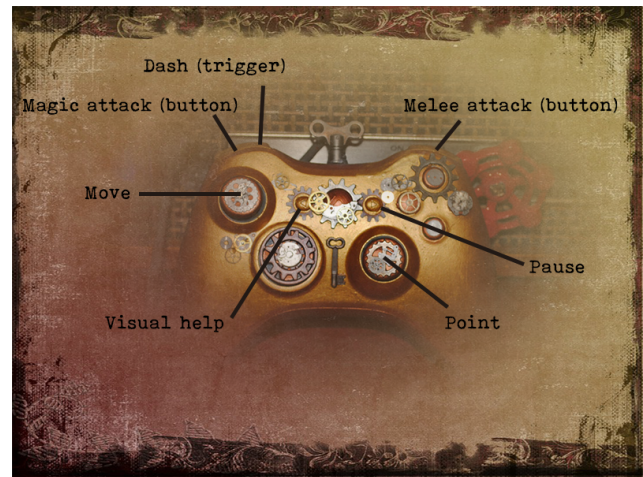 Dash (trigger)
Magic attack (button)
Melee attack (button)
Move
Pause
Visual help
Point